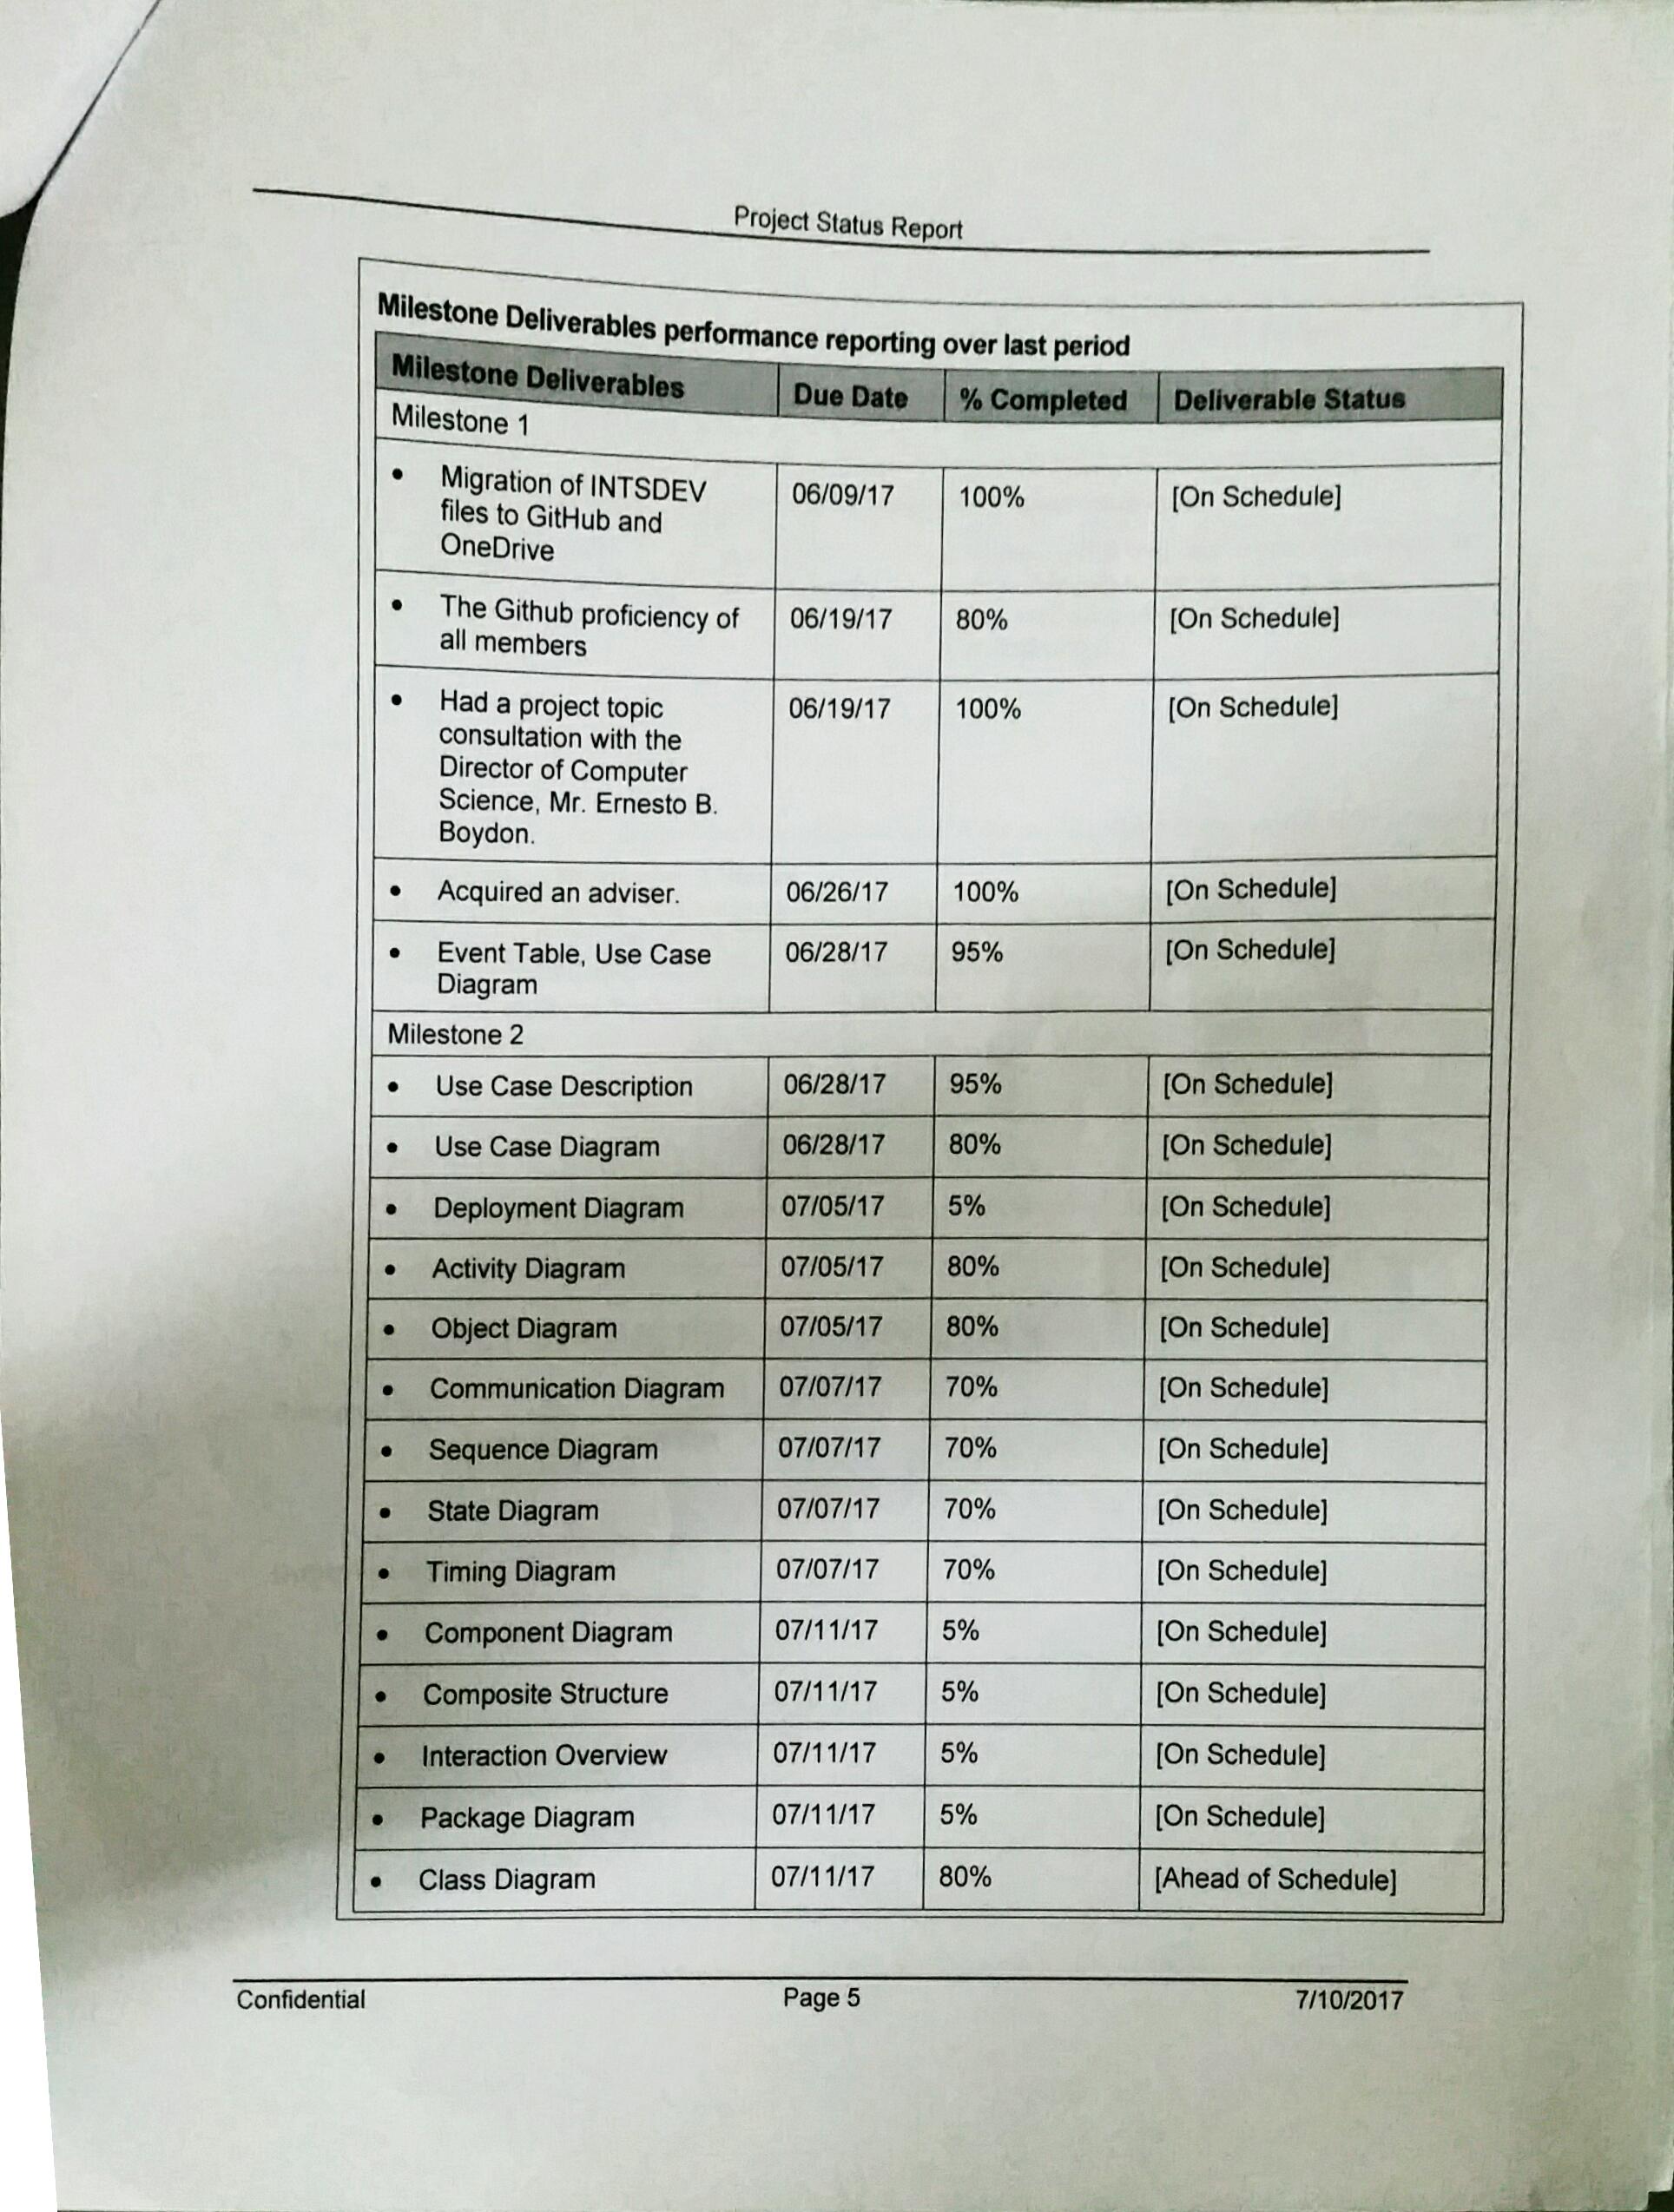 Project Status Report
Milestone Deliverables performance reporting over last period
Milestone Deliverables Due Date % Completed Deliverable Status
Milestone 1
• Migration of INTSDEV 06/09/17 100% [On Schedule]
files to GitHub and
OneDrive
• The Github proficiency of 06/19/17 80% [On Schedule]
all members
• Had a project topic 06/19/17 100% [On Schedule]
consultation with the
Director of Computer
Science, Mr. Ernesto B.
Boydon.
• Acquired an adviser. 06/26/17 100% [On Schedule]
• Event Table, Use Case 06/28/17 95% [On Schedule]
Diagram
Milestone 2
• Use Case Description 06/28/17 95% [On Schedule]
• Use Case Diagram 06/28/17 80% [On Schedule]
• Deployment Diagram 07/05/17 5% [On Schedule]
• Activity Diagram 07/05/17 80% [On Schedule]
• Object Diagram 07/05/17 80% [On Schedule]
• Communication Diagram 07/07/17 70% [On Schedule]
• Sequence Diagram 07/07/17 70% [On Schedule]
• State Diagram 07/07/17 70% [On Schedule]
• Timing Diagram 07/07/17 70% [On Schedule]
• Component Diagram 07/11/17 5% [On Schedule]
• Composite Structure 07/11/17 5% [On Schedule]
• Interaction Overview 07/11/17 5% [On Schedule]
• Package Diagram 07/11/17 5% [On Schedule]
• Class Diagram 07/11/17 80% [Ahead of Schedule]
Confidential Page 5 7/10/2017